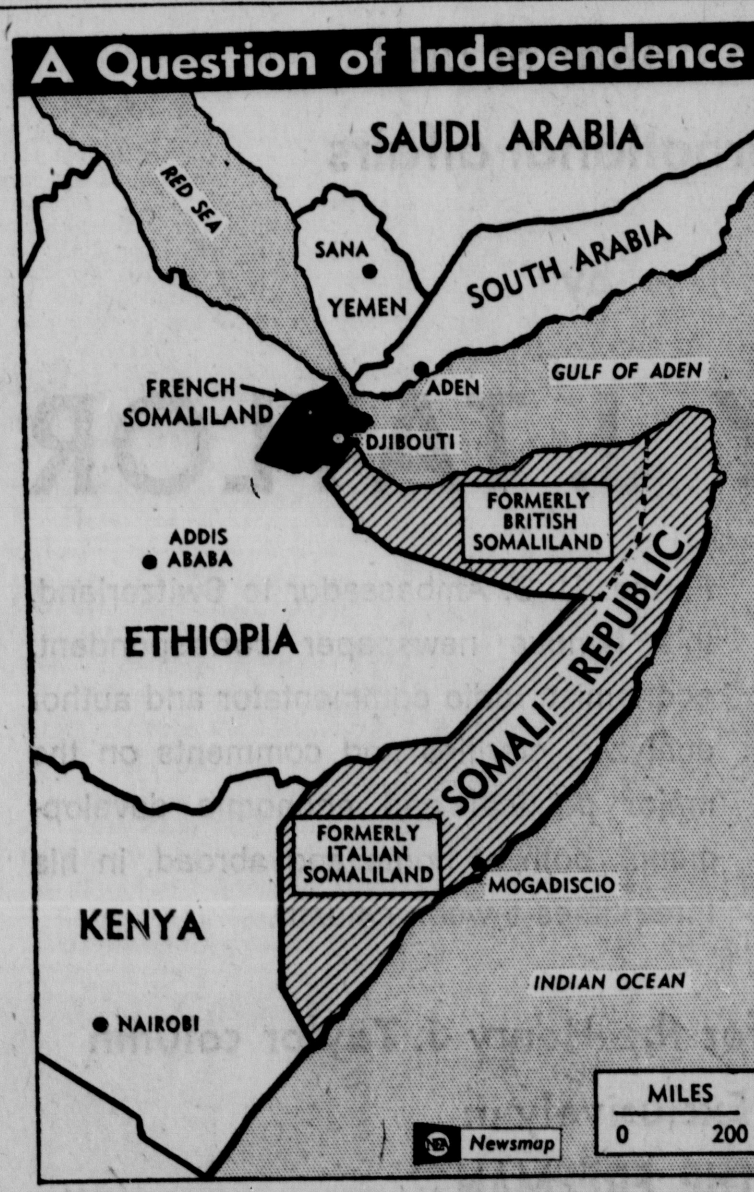 A Question of Independence
SAUDI ARABIA
RED SEA
SANA
YEMEN
SOUTH ARABIA
GULF OF ADEN
FRENCH
SOMALILAND
ADEN
DJIBOUTI
FORMERLY
BRITISH
SOMALILAND
ADDIS
ABABA
ETHIOPIA
SOMALI REPUBLIC
FORMERLY
ITALIAN
SOMALILAND
MOGADISCIO
KENYA
INDIAN OCEAN
NAIROBI
MILES
0 200
NEA Newsmap